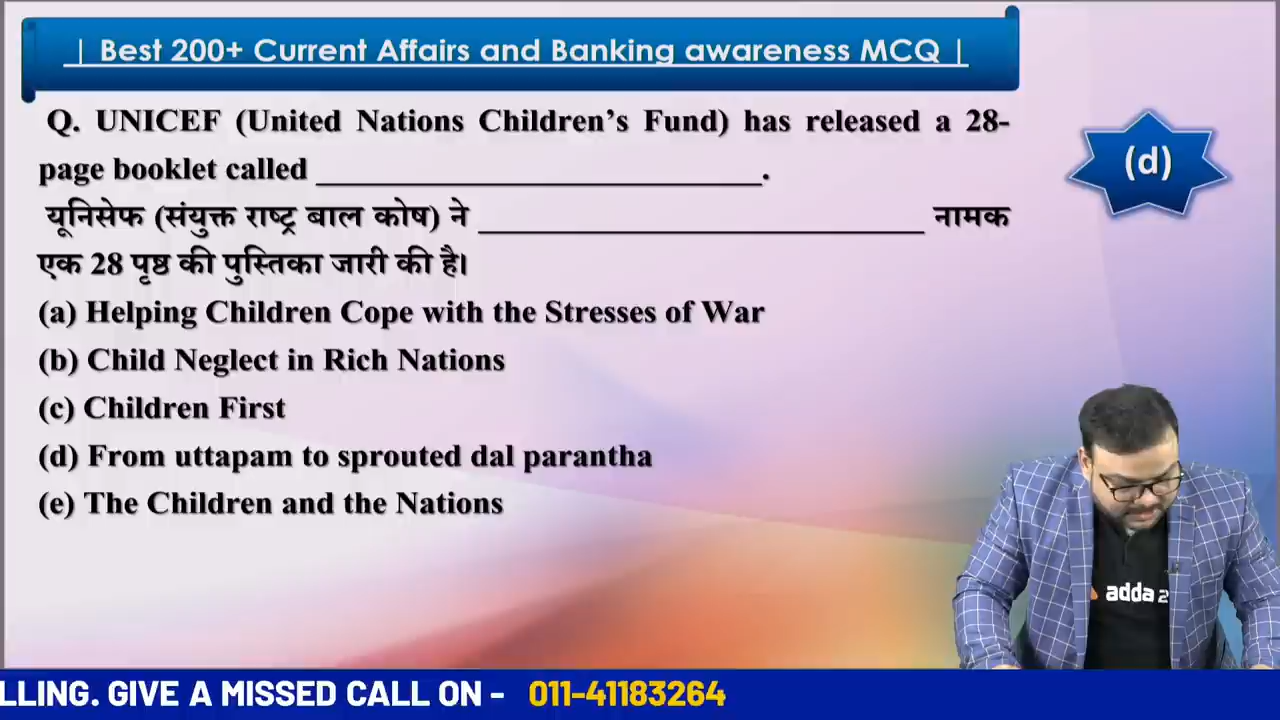 | Best 200+ Current Affairs and Banking awareness MCQ |
Q. UNICEF (United Nations Children’s Fund) has released a 28-
page booklet called ____________________________.
यूनिसेफ (संयुक्त राष्ट्र बाल कोष) ने ____________________________ नामक
एक 28 पृष्ठ की पुस्तिका जारी की है।
(a) Helping Children Cope with the Stresses of War
(b) Child Neglect in Rich Nations
(c) Children First
(d) From uttapam to sprouted dal parantha
(e) The Children and the Nations
(d)
adda 2
LLING. GIVE A MISSED CALL ON - 011-41183264